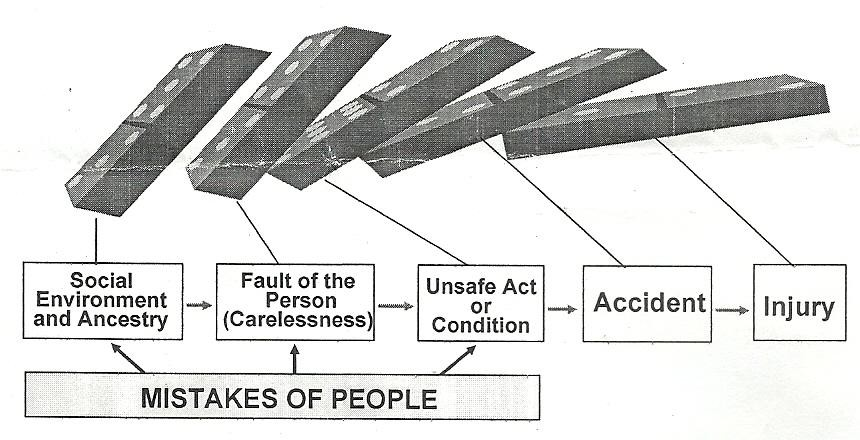 Social
Environment
and Ancestry
Fault of the
Person
(Carelessness)
Unsafe Act
or
Condition
Accident
Injury
MISTAKES OF PEOPLE